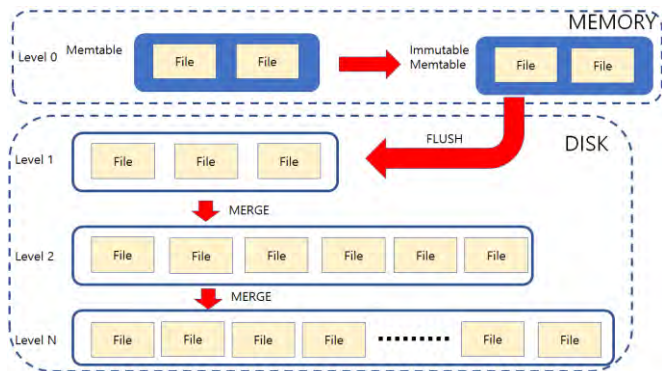 MEMORY
Level 0 Memtable File File Immutable Memtable File File
FLUSH
DISK
Level 1 File File File
MERGE
Level 2 File File File File File File
MERGE
Level N File File File File File File